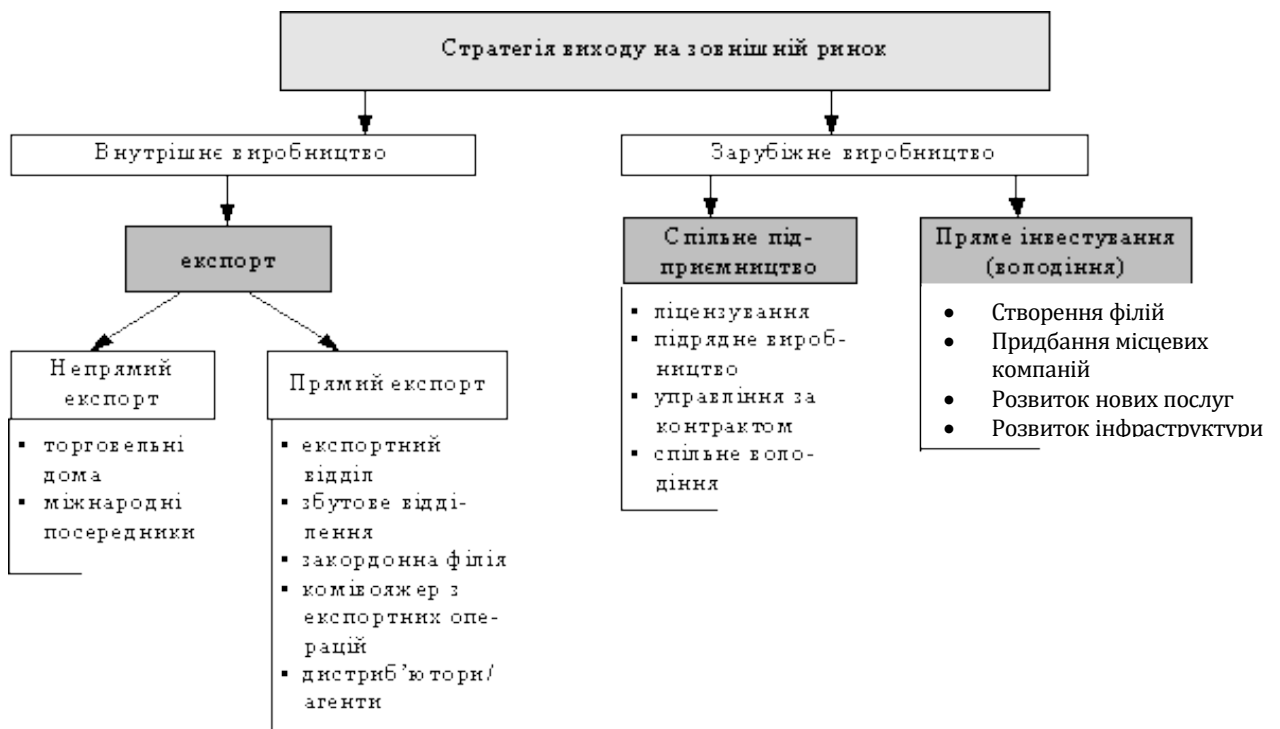 Стратегія виходу на зовнішній ринок
Внутрішнє виробництво
Зарубіжне виробництво
експорт
Спільне під-
приємництво
Пряме інвестування
(володіння)
▪ ліцензування
▪ підрядне вироб-
ництво
▪ управління за
контрактом
▪ спільне воло-
діння
• Створення філій
• Придбання місцевих
компаній
• Розвиток нових послуг
• Розвиток інфраструктури
Непрямий
експорт
Прямий експорт
▪ торговельні
дома
▪ міжнародні
посередники
▪ експортний
відділ
▪ збутове відді-
лення
▪ закордонна філія
▪ комівояжер з
експортних опе-
рацій
▪ дистриб’ютори/
агенти